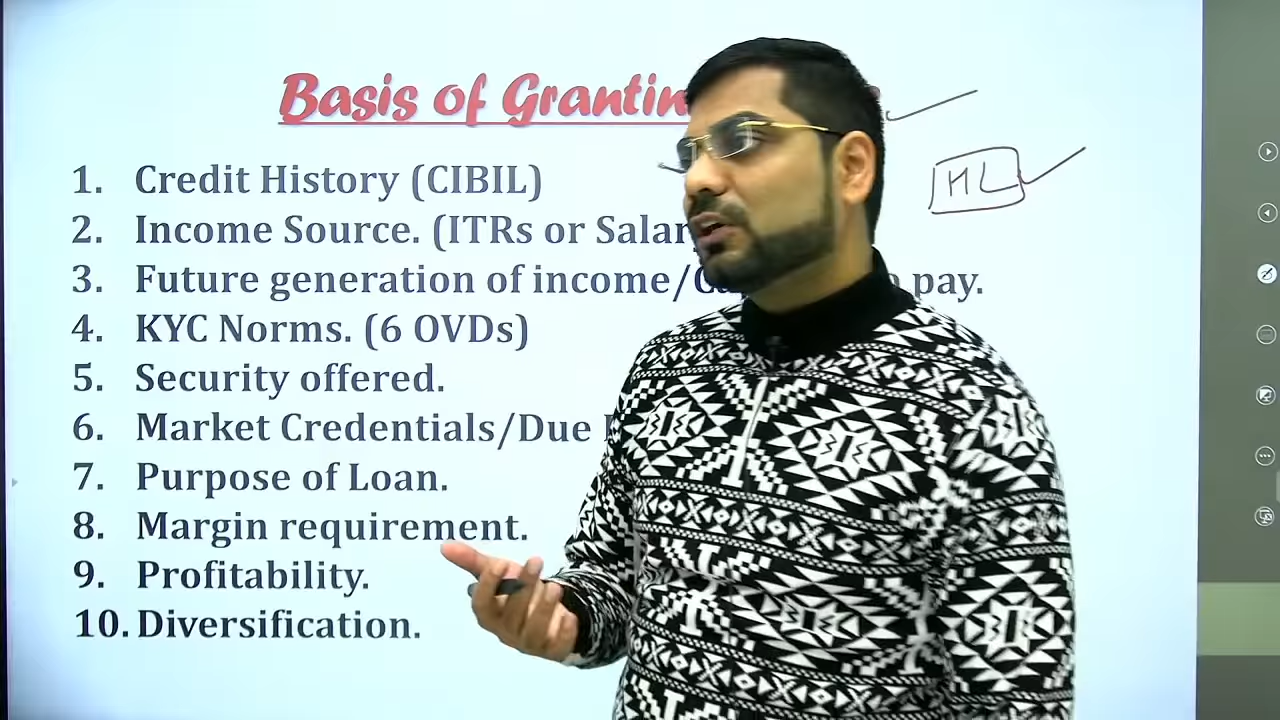 Basis of
HL
1. Credit History (CIBIL)
2. Income Source. (ITRs or
3. Future generation of income/ pay.
4. KYC Norms. (6 OVDs)
5. Security offered.
6. Market Credentials/Due
7. Purpose of Loan.
8. Margin requirement.
9. Profitability.
10. Diversification.